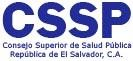 CSSP
Consejo Superior de Salud Pública
República de El Salvador, C.A.